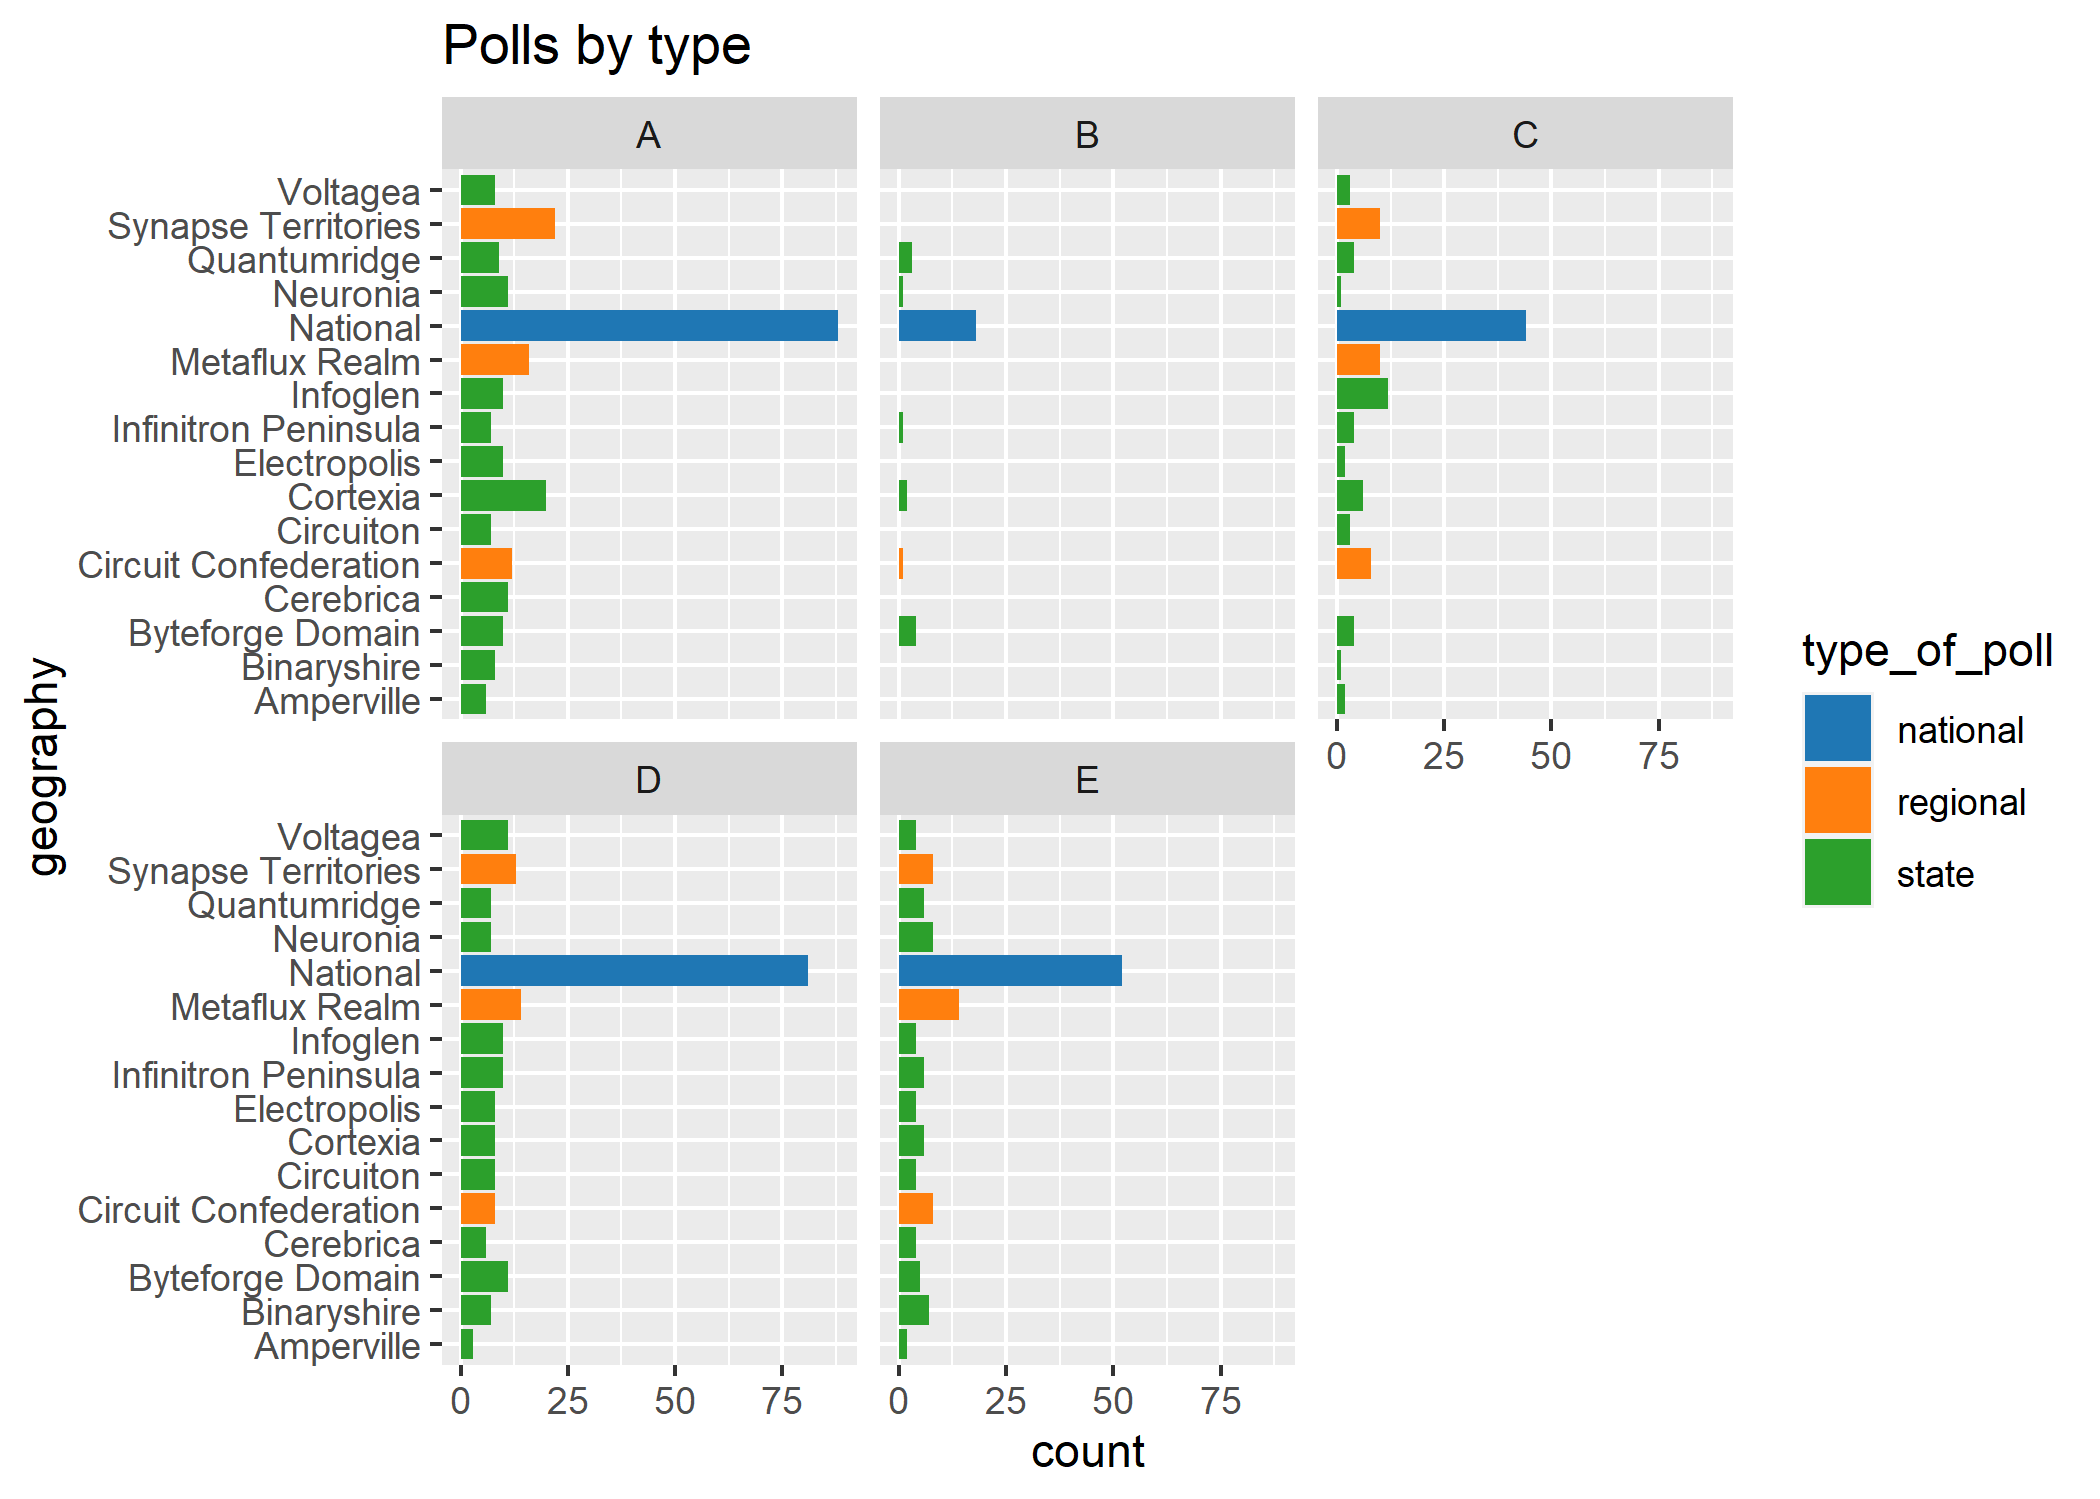 Polls by type
A
B
C
Voltagea
Synapse Territories
Quantumridge
Neuronia
National
Metaflux Realm
Infoglen
Infinitron Peninsula
Electropolis
Cortexia
Circuiton
Circuit Confederation
Cerebrica
Byteforge Domain
Binaryshire
Amperville
0 25 50 75
D
E
Voltagea
Synapse Territories
Quantumridge
Neuronia
National
Metaflux Realm
Infoglen
Infinitron Peninsula
Electropolis
Cortexia
Circuiton
Circuit Confederation
Cerebrica
Byteforge Domain
Binaryshire
Amperville
0 25 50 75
0 25 50 75
count
geography
type_of_poll
national
regional
state